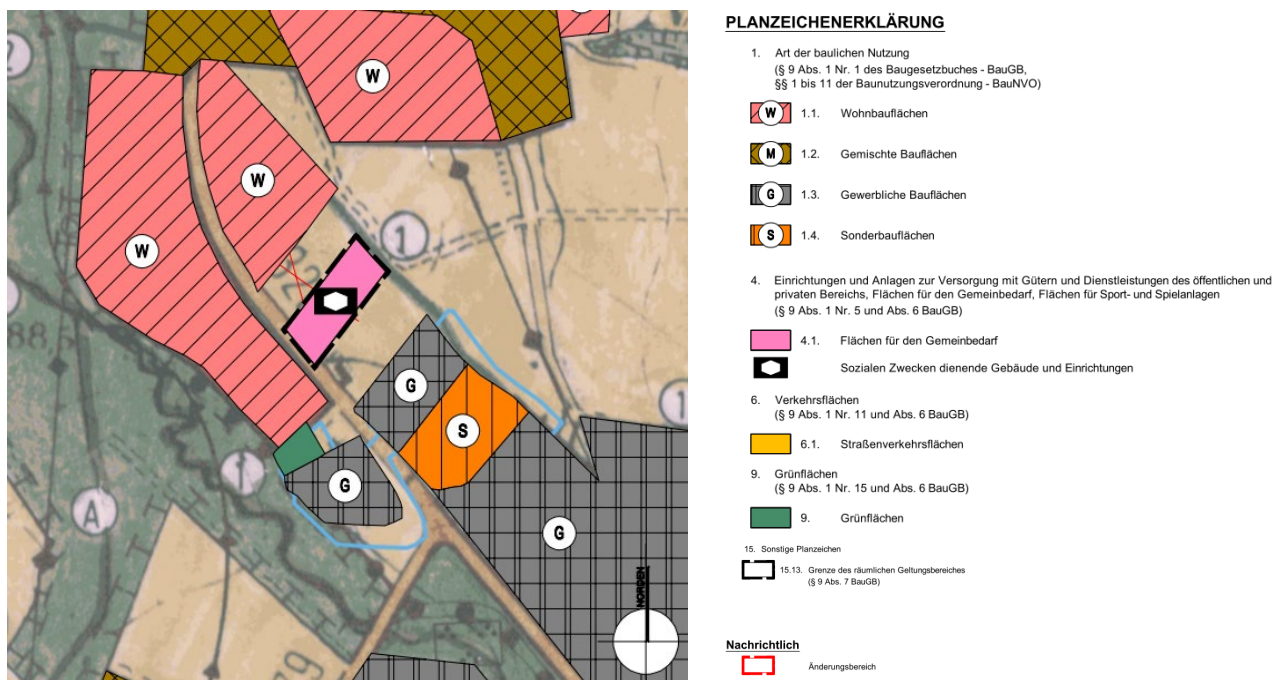 W
W
W
1
G
S
G
G
A
NORDEN
PLANZEICHENERKLÄRUNG
1. Art der baulichen Nutzung
(§ 9 Abs. 1 Nr. 1 des Baugesetzbuches - BauGB,
§§ 1 bis 11 der Baunutzungsverordnung - BauNVO)
W 1.1. Wohnbauflächen
M 1.2. Gemischte Bauflächen
G 1.3. Gewerbliche Bauflächen
S 1.4. Sonderbauflächen
4. Einrichtungen und Anlagen zur Versorgung mit Gütern und Dienstleistungen des öffentlichen und
privaten Bereichs, Flächen für den Gemeinbedarf, Flächen für Sport- und Spielanlagen
(§ 9 Abs. 1 Nr. 5 und Abs. 6 BauGB)
4.1. Flächen für den Gemeinbedarf
Sozialen Zwecken dienende Gebäude und Einrichtungen
6. Verkehrsflächen
(§ 9 Abs. 1 Nr. 11 und Abs. 6 BauGB)
6.1. Straßenverkehrsflächen
9. Grünflächen
(§ 9 Abs. 1 Nr. 15 und Abs. 6 BauGB)
9. Grünflächen
15. Sonstige Planzeichen
15.13. Grenze des räumlichen Geltungsbereiches
(§ 9 Abs. 7 BauGB)
Nachrichtlich
Änderungsbereich